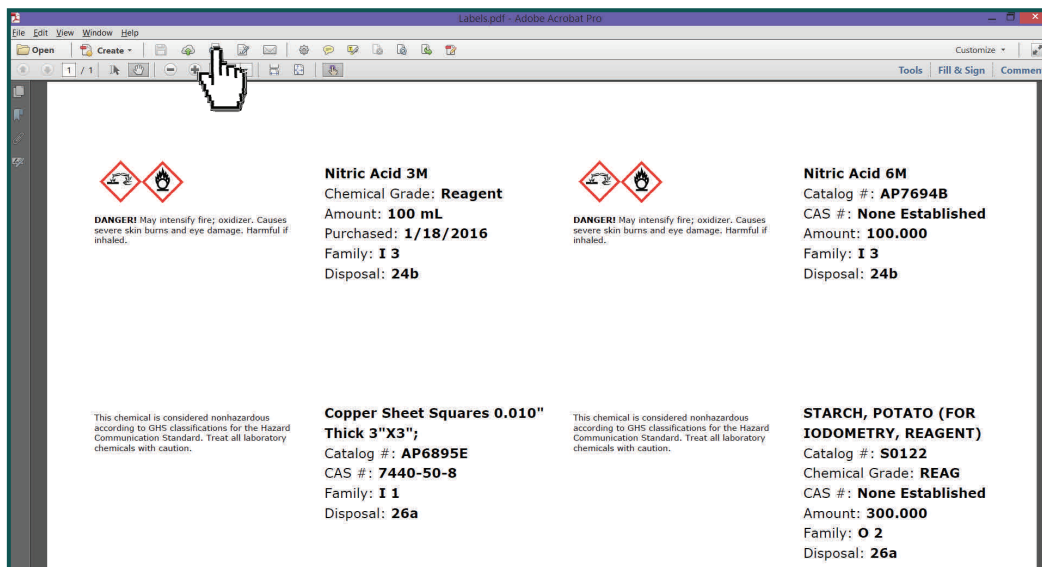 Labels.pdf - Adobe Acrobat Pro
File Edit View Window Help
Open Create Customize
1 / 1 Tools Fill & Sign Commen
DANGER! May intensify fire; oxidizer. Causes
severe skin burns and eye damage. Harmful if
inhaled.
Nitric Acid 3M
Chemical Grade: Reagent
Amount: 100 mL
Purchased: 1/18/2016
Family: I 3
Disposal: 24b
DANGER! May intensify fire; oxidizer. Causes
severe skin burns and eye damage. Harmful if
inhaled.
Nitric Acid 6M
Catalog #: AP7694B
CAS #: None Established
Amount: 100.000
Family: I 3
Disposal: 24b
This chemical is considered nonhazardous
according to GHS classifications for the Hazard
Communication Standard. Treat all laboratory
chemicals with caution.
Copper Sheet Squares 0.010"
Thick 3"X3";
Catalog #: AP6895E
CAS #: 7440-50-8
Family: I 1
Disposal: 26a
This chemical is considered nonhazardous
according to GHS classifications for the Hazard
Communication Standard. Treat all laboratory
chemicals with caution.
STARCH, POTATO (FOR
IODOMETRY, REAGENT)
Catalog #: S0122
Chemical Grade: REAG
CAS #: None Established
Amount: 300.000
Family: O 2
Disposal: 26a